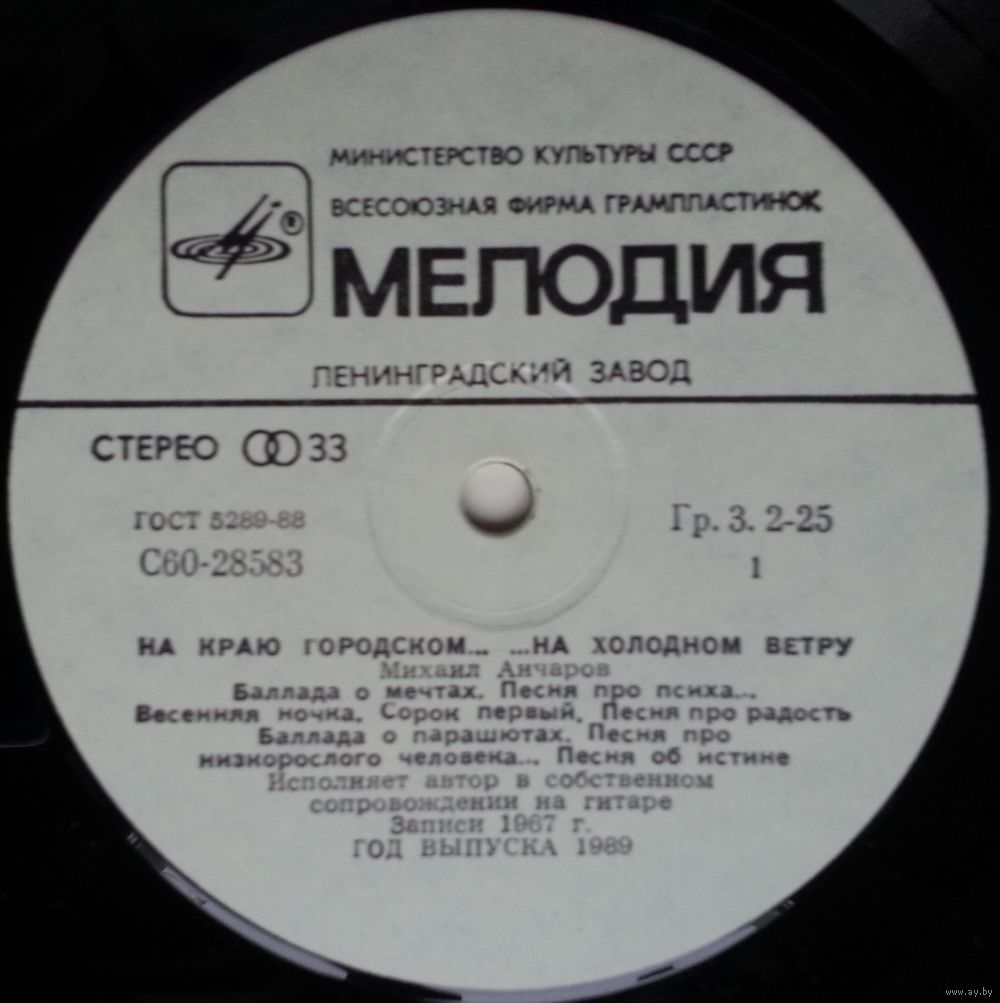 МИНИСТЕРСТВО КУЛЬТУРЫ СССР
ВСЕСОЮЗНАЯ ФИРМА ГРАМПЛАСТИНОК
®
МЕЛОДИЯ
ЛЕНИНГРАДСКИЙ ЗАВОД
СТЕРЕО 33
ГОСТ 5289-88
Гр. 3. 2-25
С60-28583
1
НА КРАЮ ГОРОДСКОМ... ...НА ХОЛОДНОМ ВЕТРУ
Михаил Анчаров
Баллада о мечтах. Песня про психа...
Весенняя ночка. Сорок первый. Песня про радость
Баллада о парашютах. Песня про
низкорослого человека... Песня об истине
Исполняет автор в собственном
сопровождении на гитаре
Записи 1967 г.
ГОД ВЫПУСКА 1989
www.ay.by